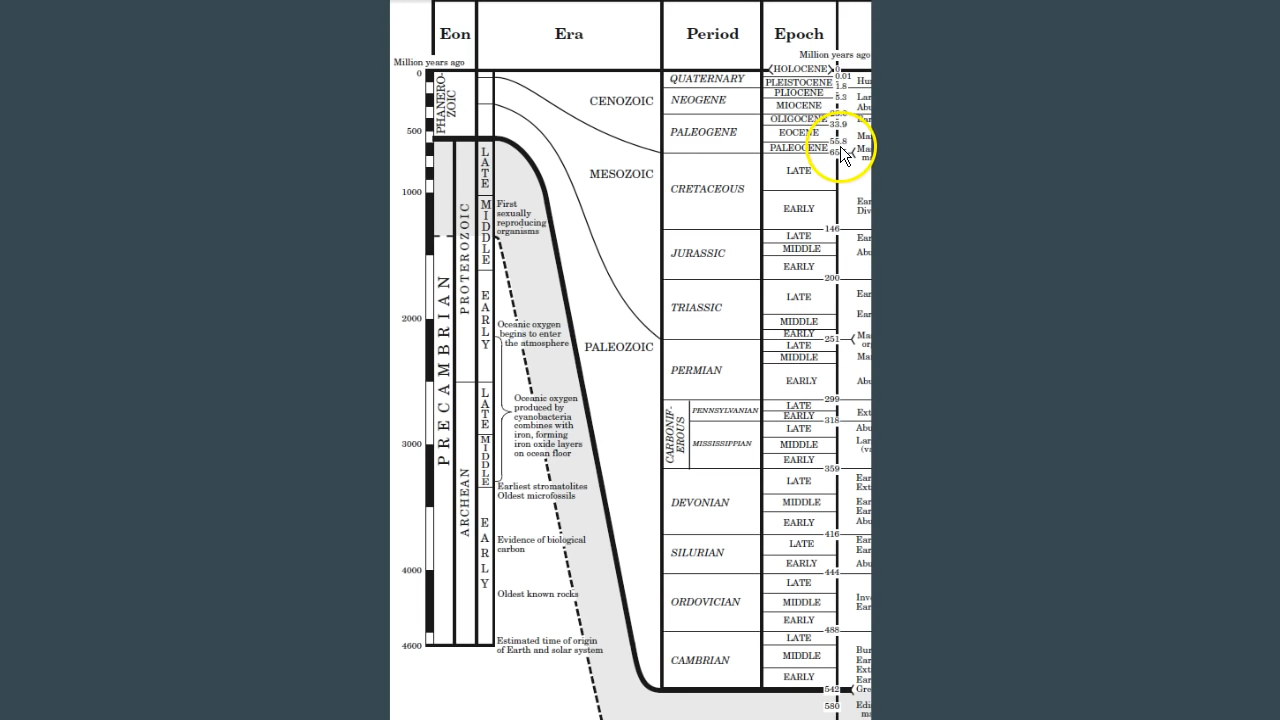 Eon
Era
Period
Epoch
Million years ago
Million years ago
0
500
1000
2000
3000
4000
4600
PHANERO-
ZOIC
PRECAMBRIAN
PROTEROZOIC
ARCHEAN
LATE
MIDDLE
EARLY
LATE
MIDDLE
EARLY
First
sexually
reproducing
organisms
Oceanic oxygen
begins to enter
the atmosphere
Oceanic oxygen
produced by
cyanobacteria
combines with
iron, forming
iron oxide layers
on ocean floor
Earliest stromatolites
Oldest microfossils
Evidence of biological
carbon
Oldest known rocks
Estimated time of origin
of Earth and solar system
CENOZOIC
MESOZOIC
PALEOZOIC
QUATERNARY
NEOGENE
PALEOGENE
CRETACEOUS
JURASSIC
TRIASSIC
PERMIAN
CARBONIF-
EROUS
PENNSYLVANIAN
MISSISSIPPIAN
DEVONIAN
SILURIAN
ORDOVICIAN
CAMBRIAN
HOLOCENE
PLEISTOCENE
PLIOCENE
MIOCENE
OLIGOCENE
EOCENE
PALEOCENE
LATE
EARLY
LATE
MIDDLE
EARLY
LATE
MIDDLE
EARLY
LATE
MIDDLE
EARLY
LATE
EARLY
LATE
MIDDLE
EARLY
LATE
MIDDLE
EARLY
LATE
EARLY
LATE
MIDDLE
EARLY
LATE
MIDDLE
EARLY
0
0.01
1.8
5.3
33.9
55.8
146
200
251
299
318
359
416
444
488
542
580